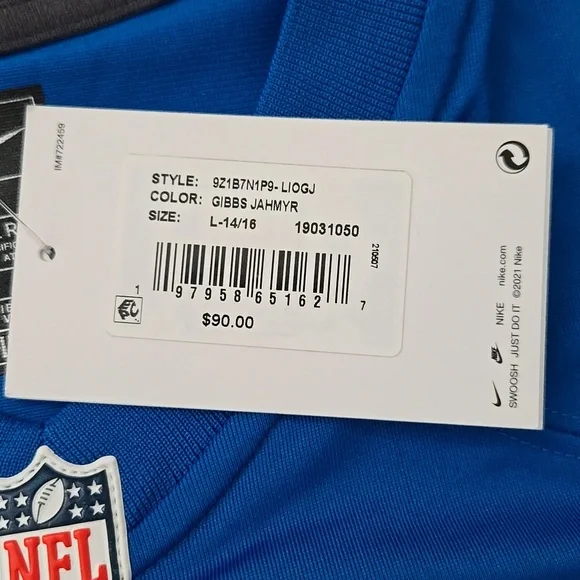 IM#722459
STYLE: 9Z1B7N1P9- LIOGJ
COLOR: GIBBS JAHMYR
SIZE: L-14/16 19031050
210507
1 97958 65162 7
$90.00
NIKE nike.com
SWOOSH JUST DO IT ©2021 Nike
NFL